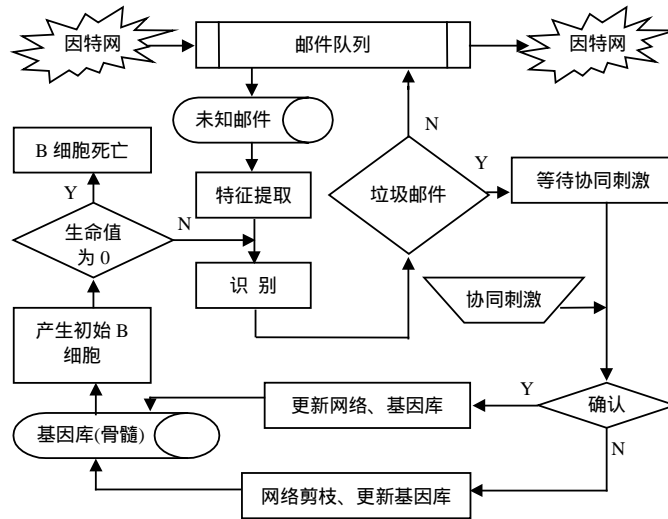 因特网
邮件队列
因特网
未知邮件
N
B 细胞死亡
Y
等待协同刺激
Y
特征提取
垃圾邮件
N
生命值
为 0
识 别
协同刺激
产生初始 B
细胞
Y
更新网络、基因库
确认
基因库(骨髓)
N
网络剪枝、更新基因库